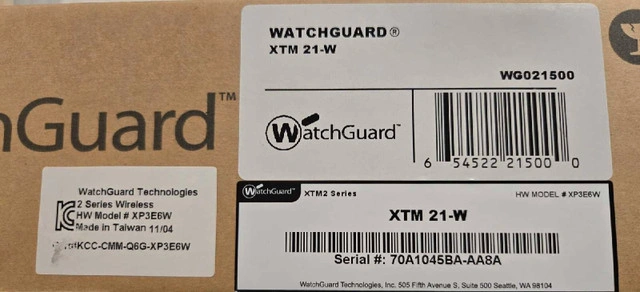 WATCHGUARD®
XTM 21-W
WG021500
WatchGuard™
6 54522 21500 0
hGuard™
WatchGuard Technologies
2 Series Wireless
HW Model # XP3E6W
Made in Taiwan 11/04
KCC-CMM-Q6G-XP3E6W
WatchGuard XTM2 Series HW MODEL # XP3E6W
XTM 21-W
Serial #: 70A1045BA-AA8A
WatchGuard Technologies, Inc. 505 Fifth Avenue S, Suite 500 Seattle, WA 98104